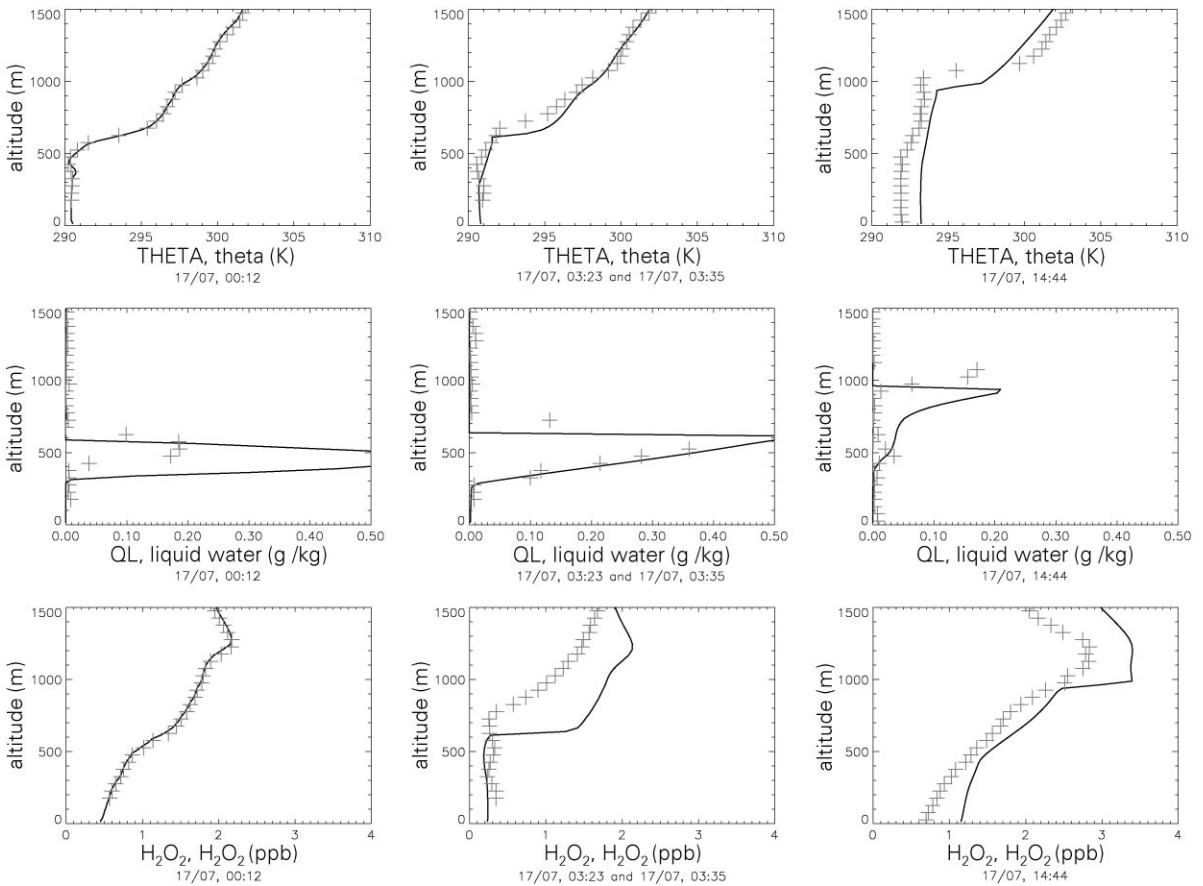 1500
1000
500
0
altitude (m)
290 295 300 305 310
THETA, theta (K)
17/07, 00:12
1500
1000
500
0
altitude (m)
290 295 300 305 310
THETA, theta (K)
17/07, 03:23 and 17/07, 03:35
1500
1000
500
0
altitude (m)
290 295 300 305 310
THETA, theta (K)
17/07, 14:44
1500
1000
500
0
altitude (m)
0.00 0.10 0.20 0.30 0.40 0.50
QL, liquid water (g /kg)
17/07, 00:12
1500
1000
500
0
altitude (m)
0.00 0.10 0.20 0.30 0.40 0.50
QL, liquid water (g /kg)
17/07, 03:23 and 17/07, 03:35
1500
1000
500
0
altitude (m)
0.00 0.10 0.20 0.30 0.40 0.50
QL, liquid water (g /kg)
17/07, 14:44
1500
1000
500
0
altitude (m)
0 1 2 3 4
H₂O₂, H₂O₂ (ppb)
17/07, 00:12
1500
1000
500
0
altitude (m)
0 1 2 3 4
H₂O₂, H₂O₂ (ppb)
17/07, 03:23 and 17/07, 03:35
1500
1000
500
0
altitude (m)
0 1 2 3 4
H₂O₂, H₂O₂ (ppb)
17/07, 14:44